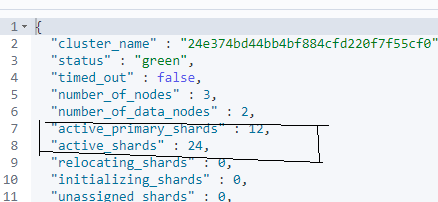 1 {
2 "cluster_name" : "24e374bd44bb4bf884cfd220f7f55cf0"
3 "status" : "green",
4 "timed_out" : false,
5 "number_of_nodes" : 3,
6 "number_of_data_nodes" : 2,
7 "active_primary_shards" : 12,
8 "active_shards" : 24,
9 "relocating_shards" : 0,
10 "initializing_shards" : 0,
11 "unassigned_shards" : 0,